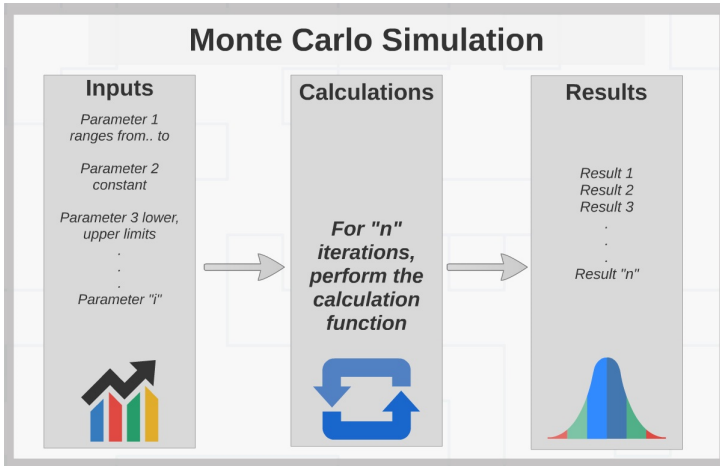 Monte Carlo Simulation
Inputs
Parameter 1
ranges from.. to
Parameter 2
constant
Parameter 3 lower,
upper limits
.
.
.
Parameter "i"
Calculations
For "n"
iterations,
perform the
calculation
function
Results
Result 1
Result 2
Result 3
.
.
.
Result "n"